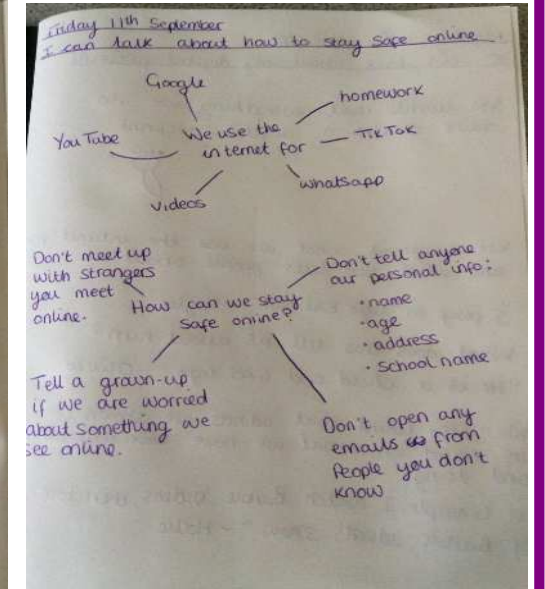 Friday 11th September
I can talk about how to stay safe online
Google
homework
You Tube
We use the
internet for
TikTok
videos
whatsapp
Don't meet up
with strangers
you meet
online.
How can we stay
safe online?
Don't tell anyone
our personal info:
• name
• age
• address
• school name
Tell a grown-up
if we are worried
about something we
see online.
Don't open any
emails from
people you don't
know